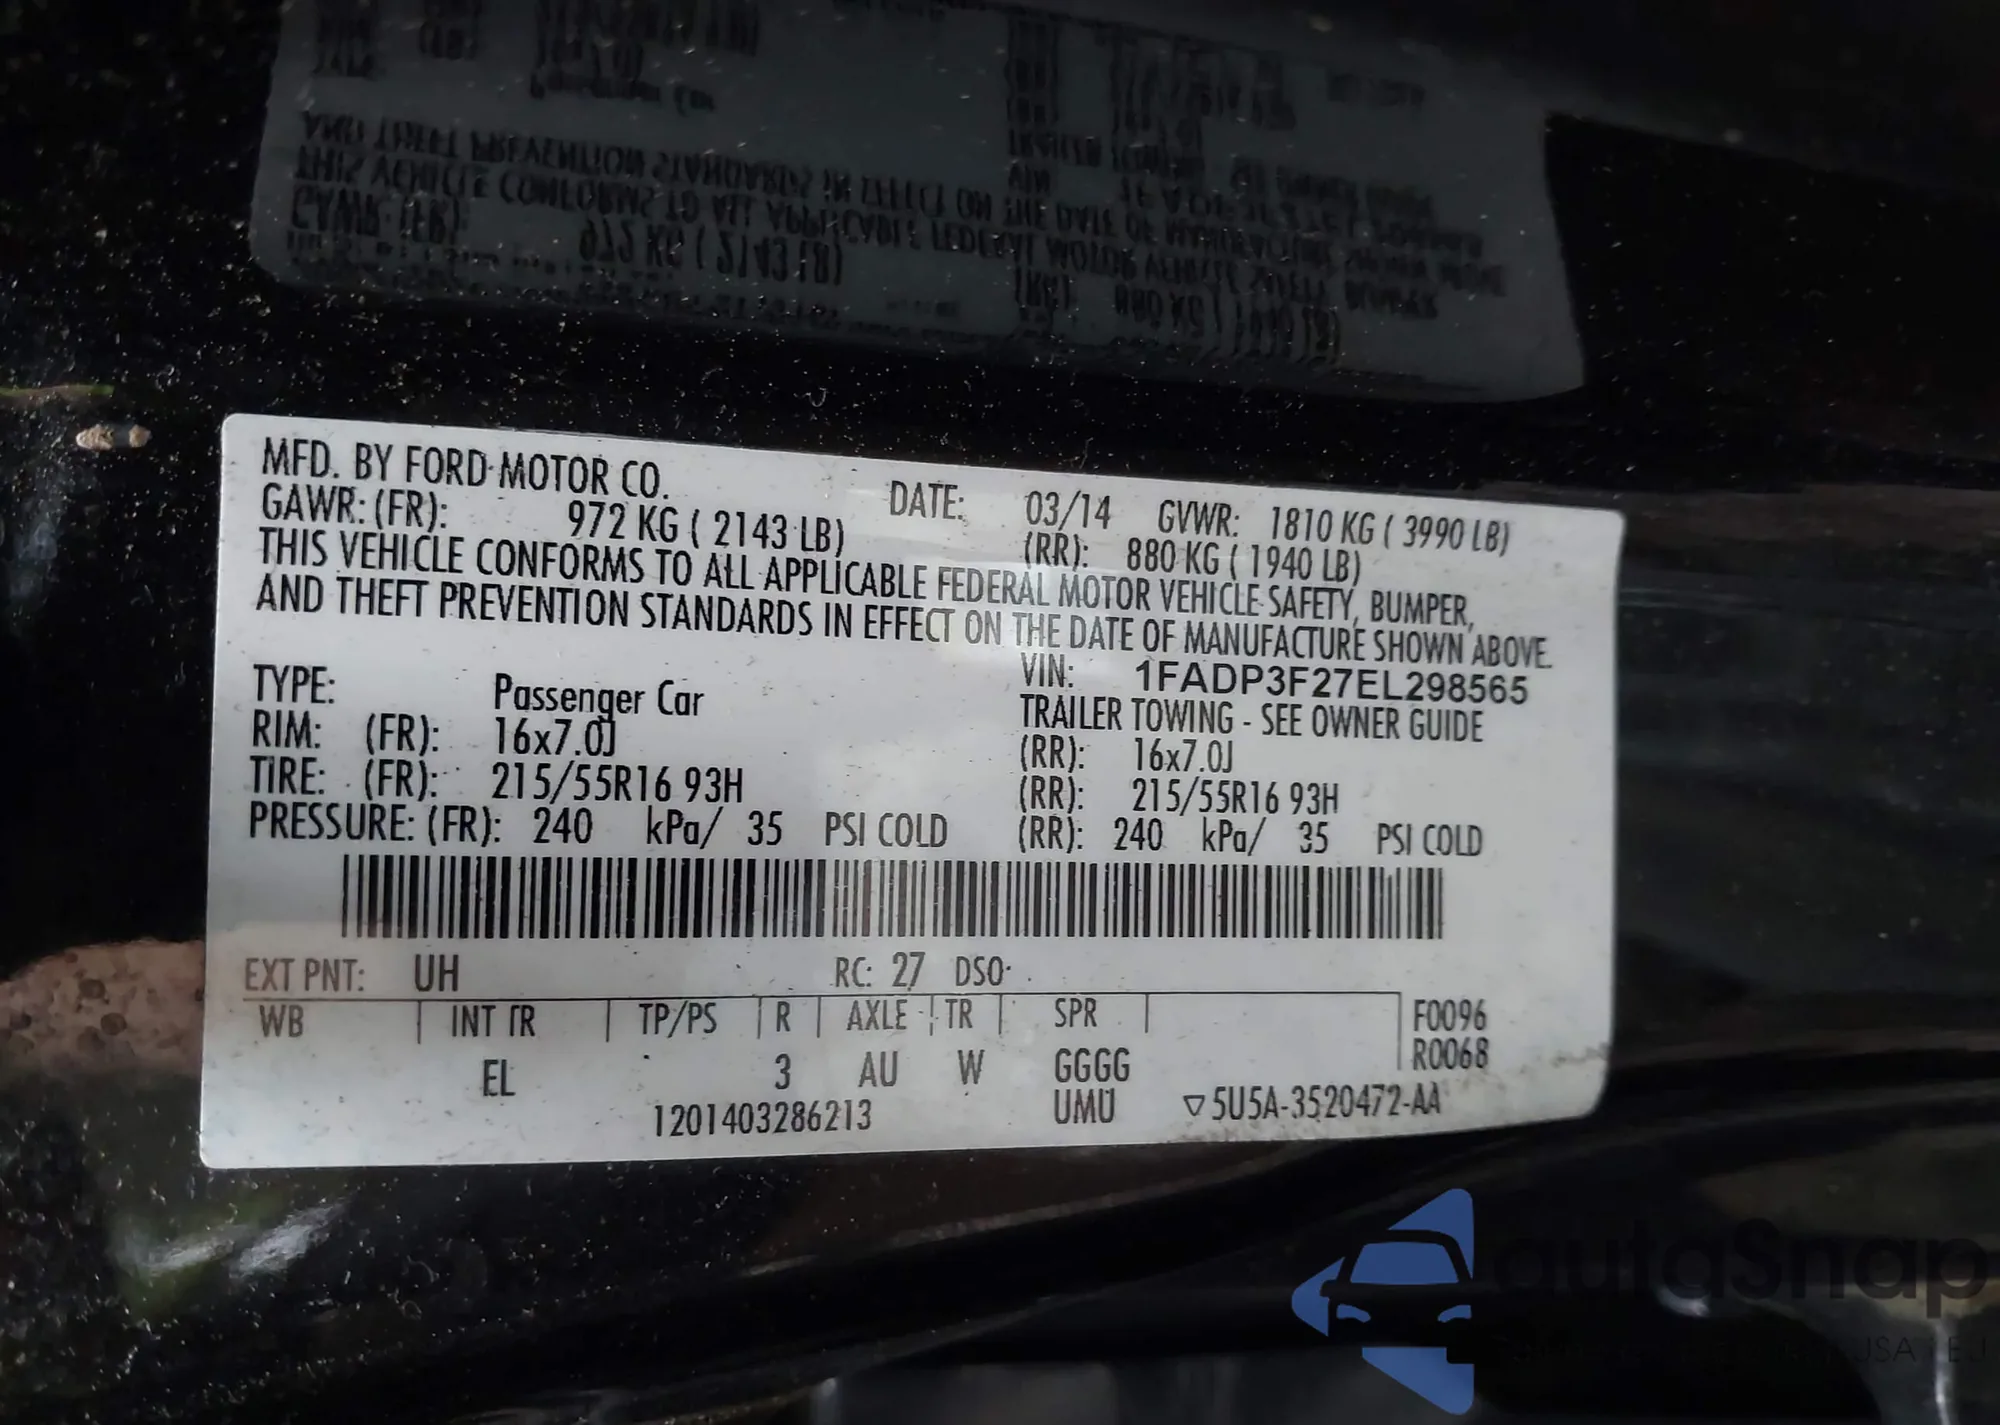 MFD. BY FORD MOTOR CO. DATE: 03/14 GVWR: 1810 KG ( 3990 LB)
GAWR: (FR): 972 KG ( 2143 LB) (RR): 880 KG ( 1940 LB)
THIS VEHICLE CONFORMS TO ALL APPLICABLE FEDERAL MOTOR VEHICLE SAFETY, BUMPER,
AND THEFT PREVENTION STANDARDS IN EFFECT ON THE DATE OF MANUFACTURE SHOWN ABOVE.
VIN: 1FADP3F27EL298565
TYPE: Passenger Car TRAILER TOWING - SEE OWNER GUIDE
RIM: (FR): 16x7.0J (RR): 16x7.0J
TIRE: (FR): 215/55R16 93H (RR): 215/55R16 93H
PRESSURE: (FR): 240 kPa/ 35 PSI COLD (RR): 240 kPa/ 35 PSI COLD
EXT PNT: UH RC: 27 DSO:
WB INT TR TP/PS R AXLE TR SPR F0096
R0068
EL 3 AU W GGGG
1201403286213 UMU ▽5U5A-3520472-AA
autoSnap